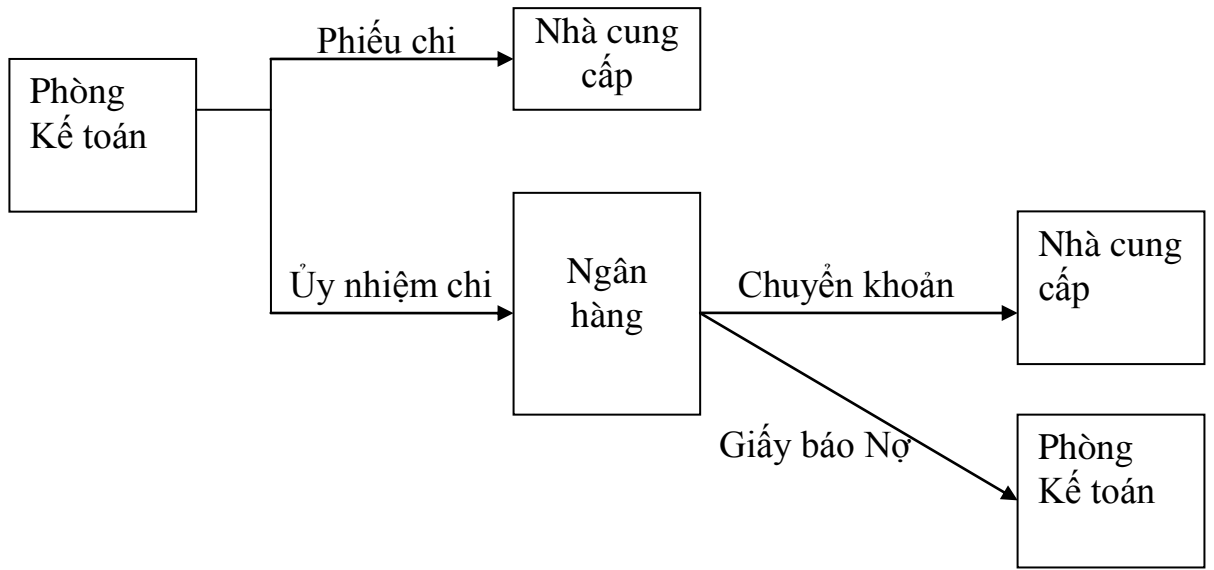 Phiếu chi
Nhà cung
cấp
Phòng
Kế toán
Ủy nhiệm chi
Ngân
hàng
Chuyển khoản
Nhà cung
cấp
Giấy báo Nợ
Phòng
Kế toán